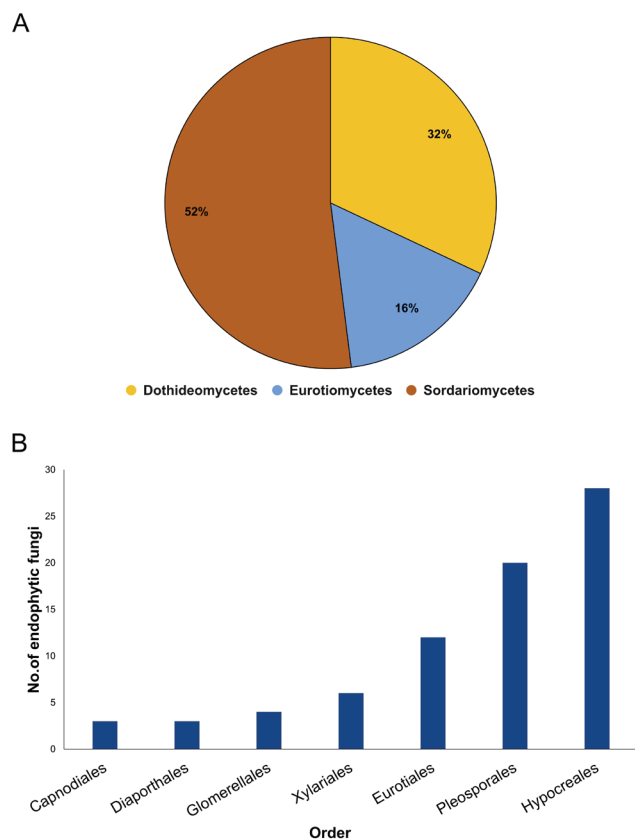 A
32%
52%
16%
Dothideomycetes Eurotiomycetes Sordariomycetes
B
No.of endophytic fungi
30
25
20
15
10
5
0
Capnodiales Diaporthales Glomerellales Xylariales Eurotiales Pleosporales Hypocreales
Order